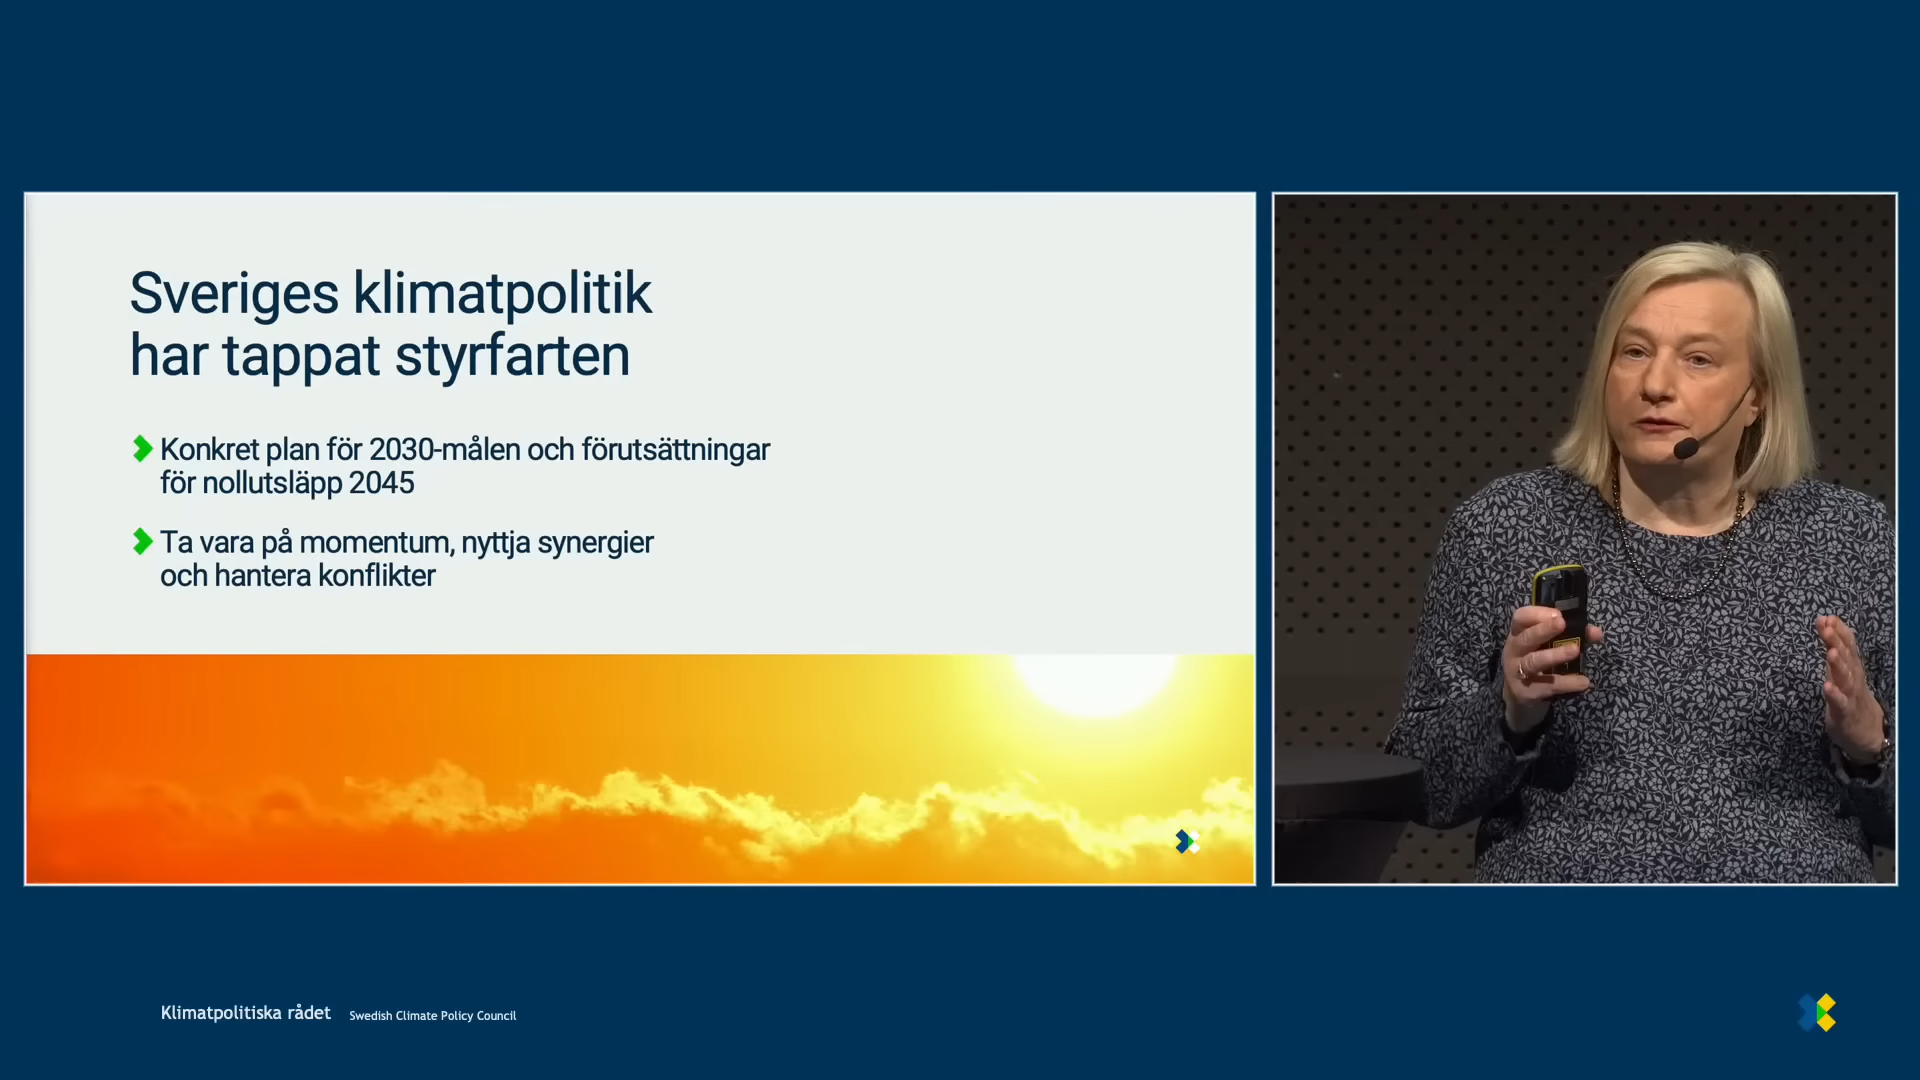 Sveriges klimatpolitik
har tappat styrfarten
Konkret plan för 2030-målen och förutsättningar
för nollutsläpp 2045
Ta vara på momentum, nyttja synergier
och hantera konflikter
Klimatpolitiska rådet Swedish Climate Policy Council